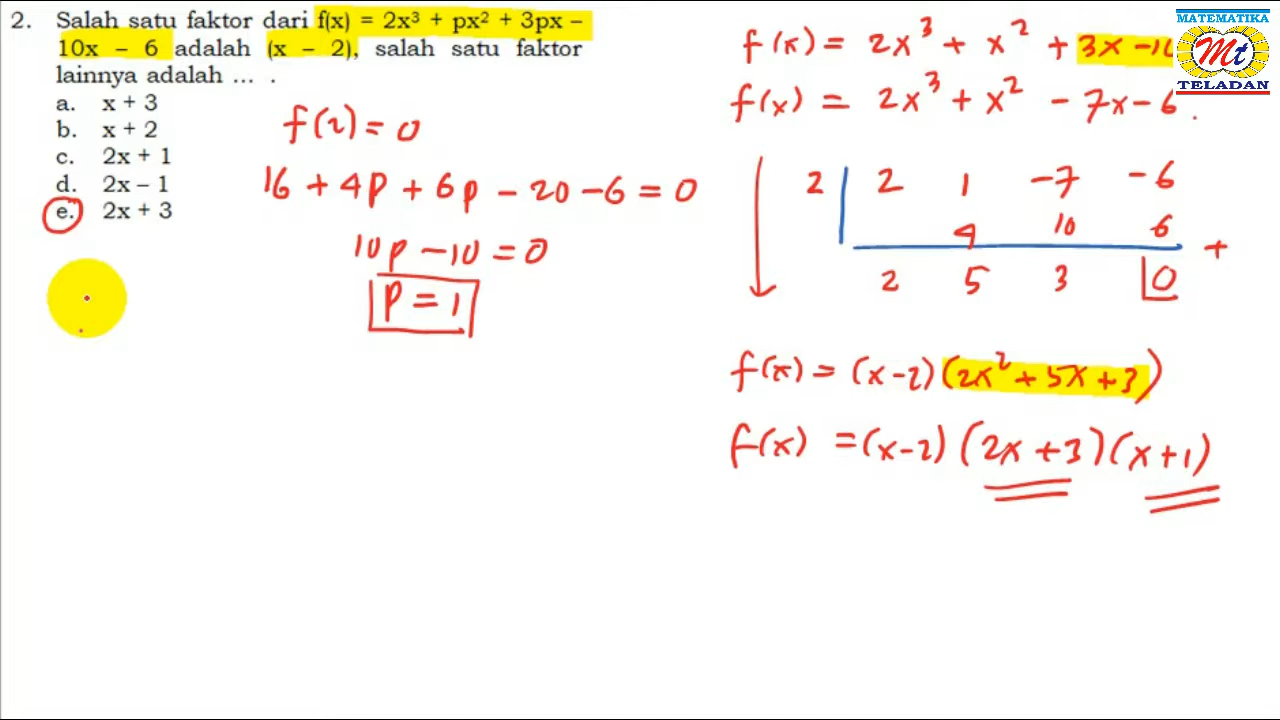 2. Salah satu faktor dari f(x) = 2x³ + px² + 3px –
10x – 6 adalah (x – 2), salah satu faktor
lainnya adalah ... .
a. x + 3
b. x + 2
c. 2x + 1
d. 2x – 1
e. 2x + 3
f(2) = 0
16 + 4p + 6p - 20 - 6 = 0
10p - 10 = 0
p = 1
f(x) = 2x³ + x² + 3x - 10
f(x) = 2x³ + x² - 7x - 6.
2 2 1 -7 -6
4 10 6 +
2 5 3 0
f(x) = (x-2)(2x² + 5x + 3)
f(x) = (x-2)(2x+3)(x+1)
MATEMATIKA
Mt
TELADAN